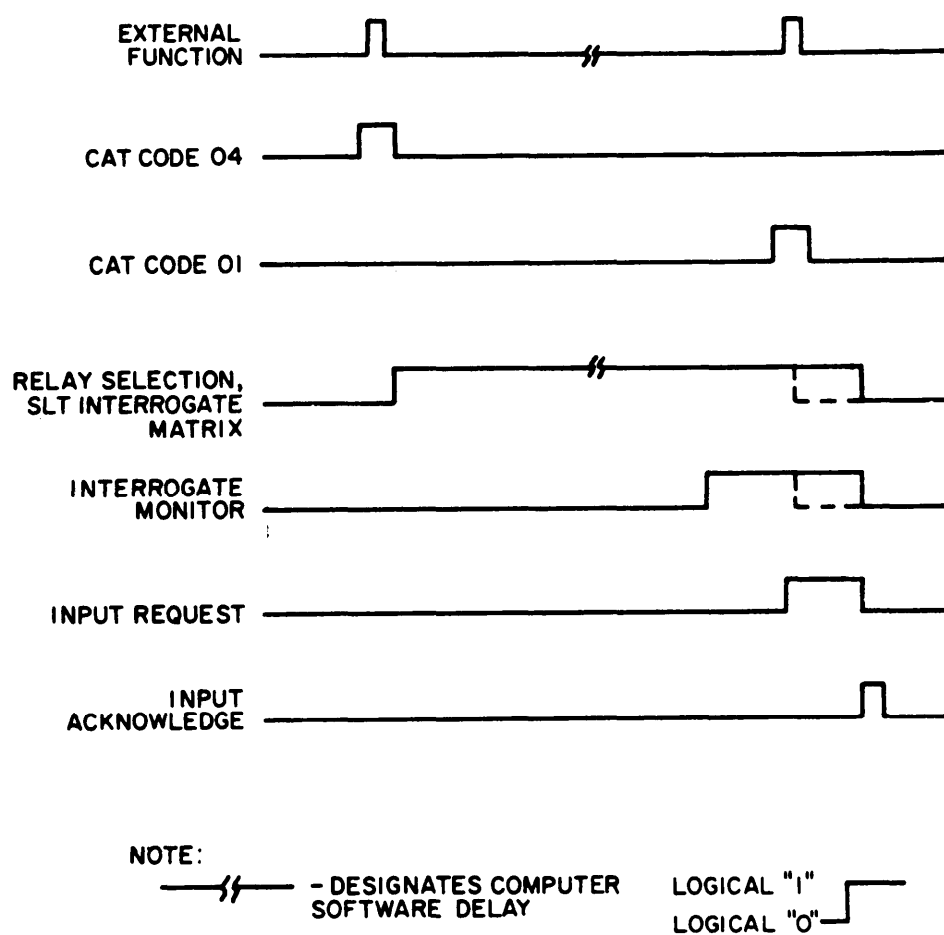 EXTERNAL
FUNCTION
CAT CODE 04
CAT CODE 01
RELAY SELECTION,
SLT INTERROGATE
MATRIX
INTERROGATE
MONITOR
INPUT REQUEST
INPUT
ACKNOWLEDGE
NOTE:
- DESIGNATES COMPUTER
SOFTWARE DELAY
LOGICAL "1"
LOGICAL "0"